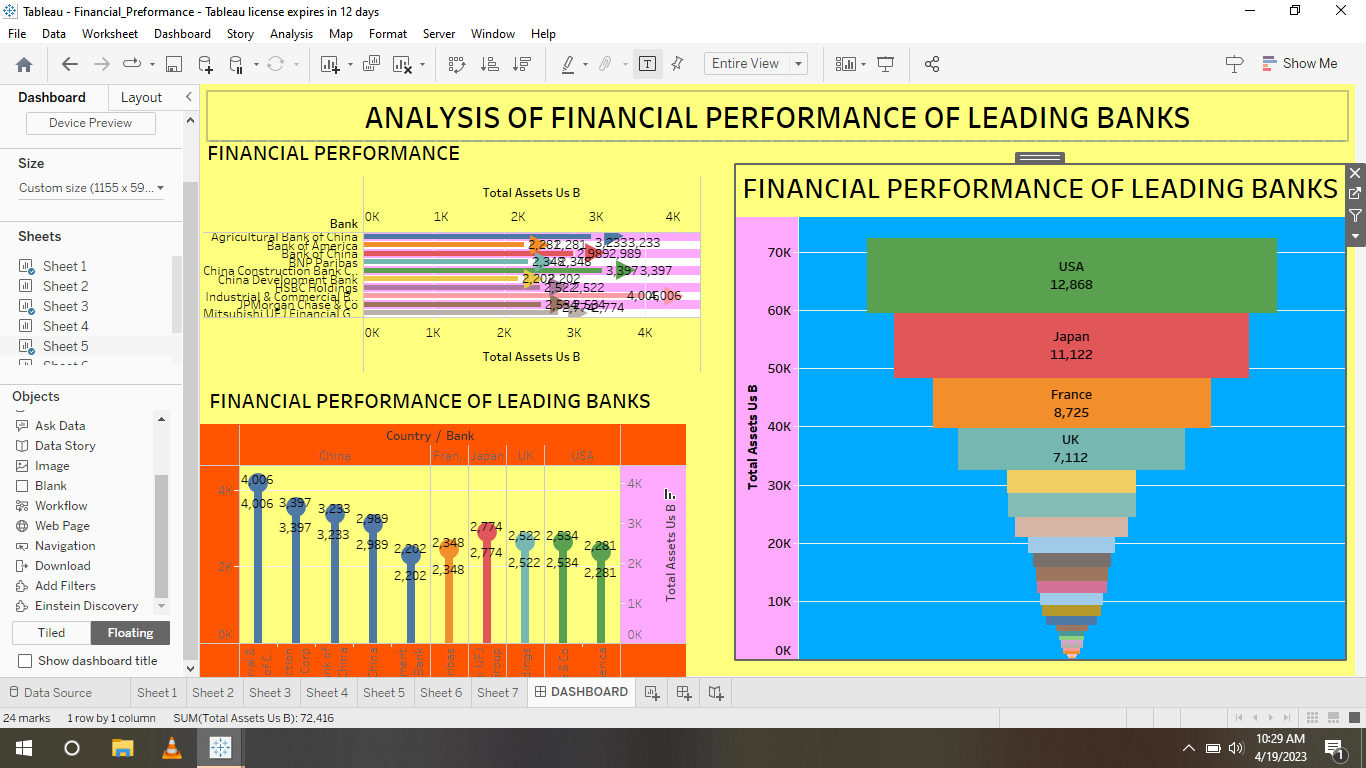 Tableau - Financial_Preformance - Tableau license expires in 12 days
File Data Worksheet Dashboard Story Analysis Map Format Server Window Help
Entire View
Show Me
Dashboard Layout
Device Preview
Size
Custom size (1155 x 59...
Sheets
Sheet 1
Sheet 2
Sheet 3
Sheet 4
Sheet 5
Objects
Ask Data
Data Story
Image
Blank
Workflow
Web Page
Navigation
Download
Add Filters
Einstein Discovery
Tiled Floating
Show dashboard title
ANALYSIS OF FINANCIAL PERFORMANCE OF LEADING BANKS
FINANCIAL PERFORMANCE
Total Assets Us B
Bank 0K 1K 2K 3K 4K
Agricultural Bank of China 3,233 3,233
Bank of America 2,281 2,281
Bank of China 2,989 2,989
BNP Paribas 2,348 2,348
China Construction Bank C.. 3,397 3,397
China Development Bank 2,202 2,202
HSBC Holdings 2,522 2,522
Industrial & Commercial B.. 4,006 4,006
JPMorgan Chase & Co 2,534 2,534
Mitsubishi UFJ Financial G.. 2,774 2,774
0K 1K 2K 3K 4K
Total Assets Us B
FINANCIAL PERFORMANCE OF LEADING BANKS
Country / Bank
China Fran.. Japan UK USA
4K
2K
0K
4,006 3,397 3,233 2,989 2,202 2,348 2,774 2,522 2,534 2,281
4,006 3,397 3,233 2,989 2,202 2,348 2,774 2,522 2,534 2,281
4K
3K
2K
1K
0K
Total Assets Us B
FINANCIAL PERFORMANCE OF LEADING BANKS
Total Assets Us B
70K
60K
50K
40K
30K
20K
10K
0K
USA
12,868
Japan
11,122
France
8,725
UK
7,112
Data Source Sheet 1 Sheet 2 Sheet 3 Sheet 4 Sheet 5 Sheet 6 Sheet 7 DASHBOARD
24 marks 1 row by 1 column SUM(Total Assets Us B): 72,416
10:29 AM
4/19/2023
1